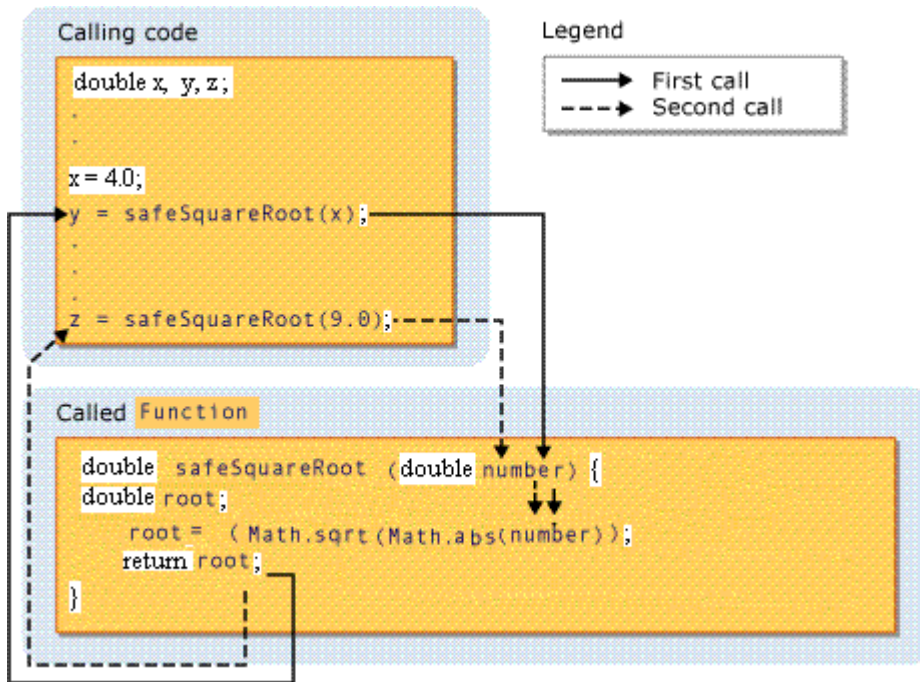 Calling code
double x, y, z;
.
.
x = 4.0;
y = safeSquareRoot(x);
.
.
.
z = safeSquareRoot(9.0);
Legend
First call
Second call
Called Function
double safeSquareRoot (double number) {
double root;
root = (Math.sqrt(Math.abs(number));
return root;
}